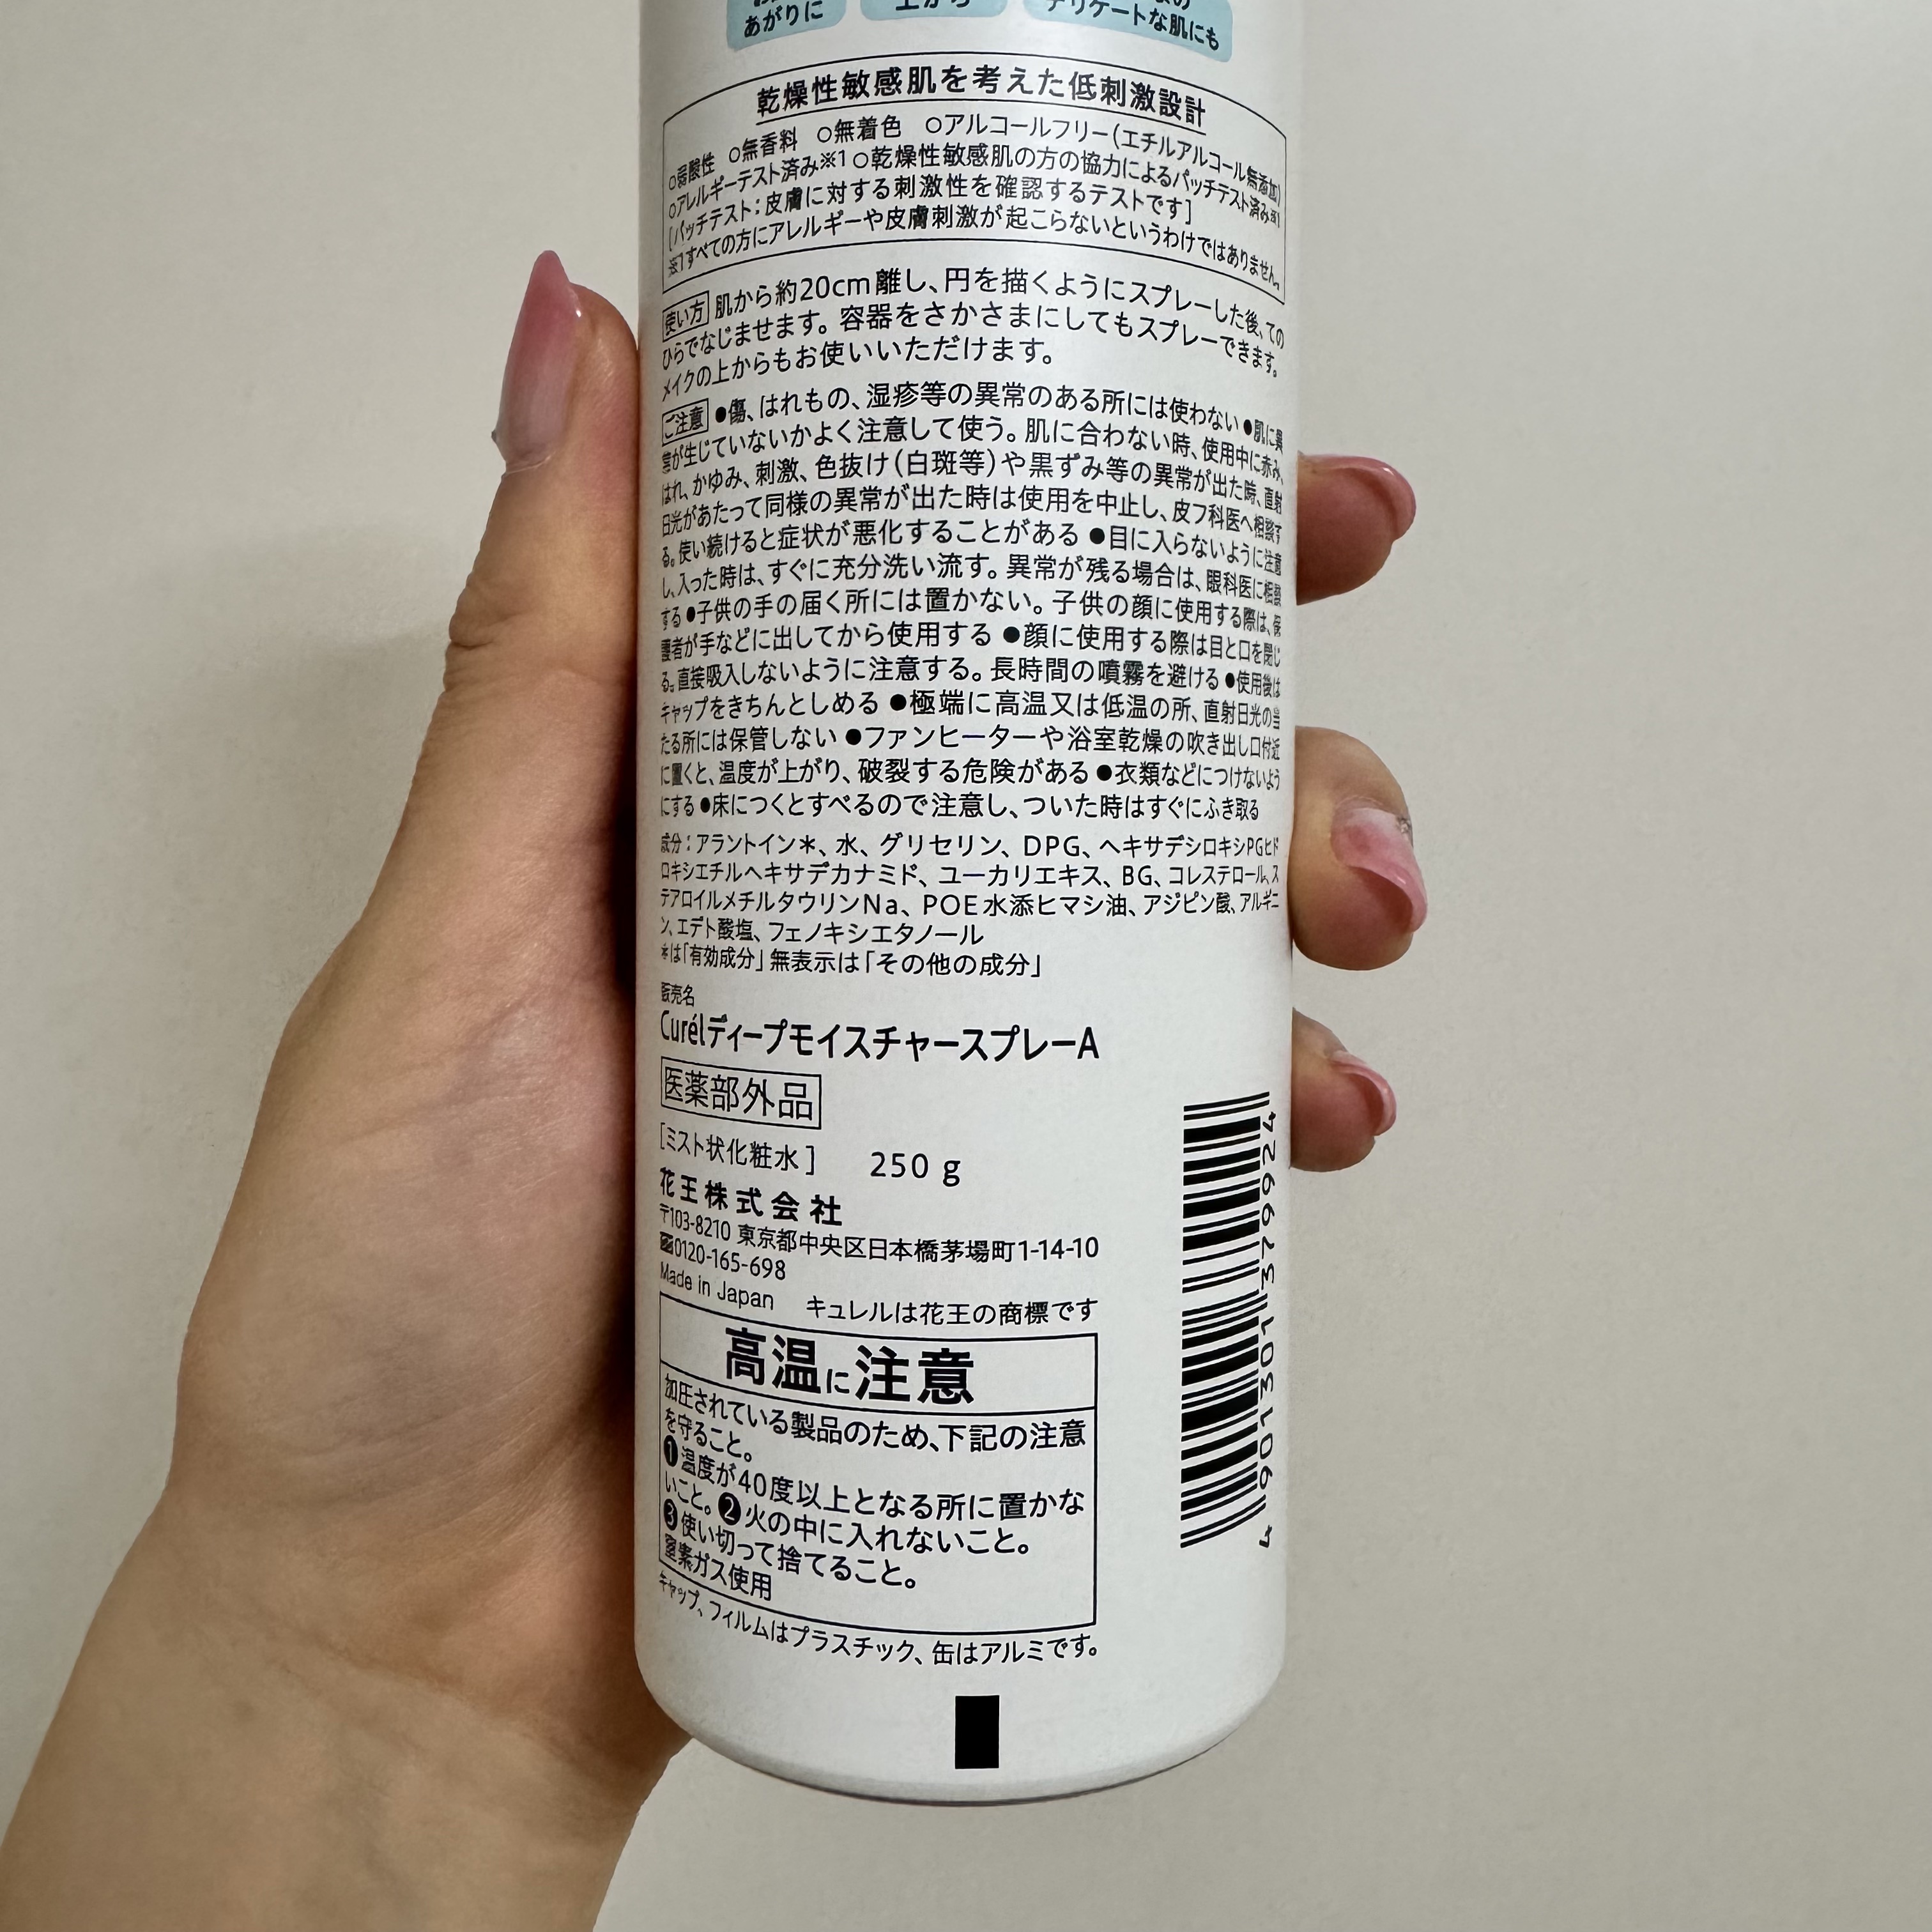 あがりに
上から
デリケートな肌にも
乾燥性敏感肌を考えた低刺激設計
○弱酸性 ○無香料 ○無着色 ○アルコールフリー(エチルアルコール無添加)
○アレルギーテスト済み※1 ○乾燥性敏感肌の方の協力によるパッチテスト済み※1
[パッチテスト:皮膚に対する刺激性を確認するテストです]
※1すべての方にアレルギーや皮膚刺激が起こらないというわけではありません。
使い方 肌から約20cm離し、円を描くようにスプレーした後、ての
ひらでなじませます。容器をさかさまにしてもスプレーできます。
メイクの上からもお使いいただけます。
ご注意 ●傷、はれもの、湿疹等の異常のある所には使わない ●肌に異
常が生じていないかよく注意して使う。肌に合わない時、使用中に赤み、
はれ、かゆみ、刺激、色抜け(白斑等)や黒ずみ等の異常が出た時、直射
日光があたって同様の異常が出た時は使用を中止し、皮フ科医へ相談す
る。使い続けると症状が悪化することがある ●目に入らないように注意
し、入った時は、すぐに充分洗い流す。異常が残る場合は、眼科医に相談
する ●子供の手の届く所には置かない。子供の顔に使用する際は、保
護者が手などに出してから使用する ●顔に使用する際は目と口を閉じ
る。直接吸入しないように注意する。長時間の噴霧を避ける ●使用後は
キャップをきちんとしめる ●極端に高温又は低温の所、直射日光の当
たる所には保管しない ●ファンヒーターや浴室乾燥の吹き出し口付近
に置くと、温度が上がり、破裂する危険がある ●衣類などにつけないよう
にする ●床につくとすべるので注意し、ついた時はすぐにふき取る
成分:アラントイン*、水、グリセリン、DPG、ヘキサデシロキシPGヒド
ロキシエチルヘキサデカナミド、ユーカリエキス、BG、コレステロール、ス
テアロイルメチルタウリンNa、POE水添ヒマシ油、アジピン酸、アルギニ
ン、エデト酸塩、フェノキシエタノール
*は「有効成分」無表示は「その他の成分」
販売名
CurélディープモイスチャースプレーA
医薬部外品
[ミスト状化粧水] 250 g
花王株式会社
〒103-8210 東京都中央区日本橋茅場町1-14-10
0120-165-698
Made in Japan キュレルは花王の商標です
高温に注意
加圧されている製品のため、下記の注意
を守ること。
❶温度が40度以上となる所に置かな
いこと。❷火の中に入れないこと。
❸使い切って捨てること。
窒素ガス使用
キャップ、フィルムはプラスチック、缶はアルミです。
4 901301 379924